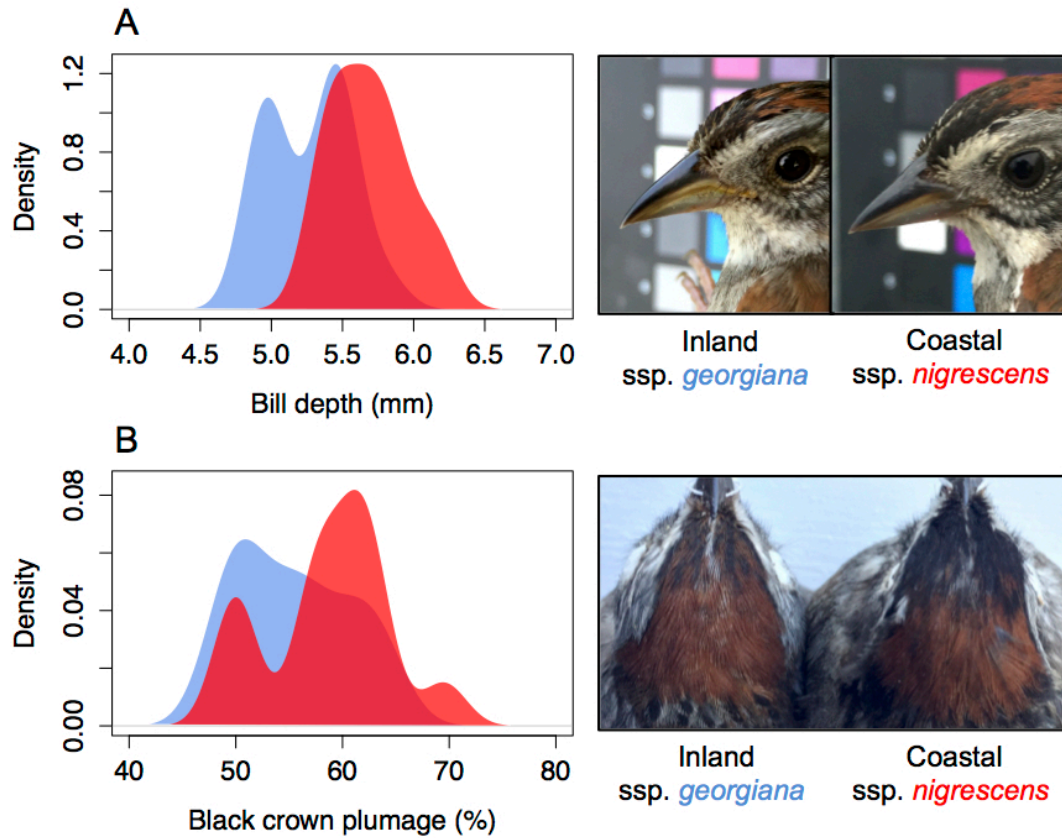 A
Density
0.0
0.4
0.8
1.2
4.0 4.5 5.0 5.5 6.0 6.5 7.0
Bill depth (mm)
Inland
ssp. georgiana
Coastal
ssp. nigrescens
B
Density
0.00
0.04
0.08
40 50 60 70 80
Black crown plumage (%)
Inland
ssp. georgiana
Coastal
ssp. nigrescens